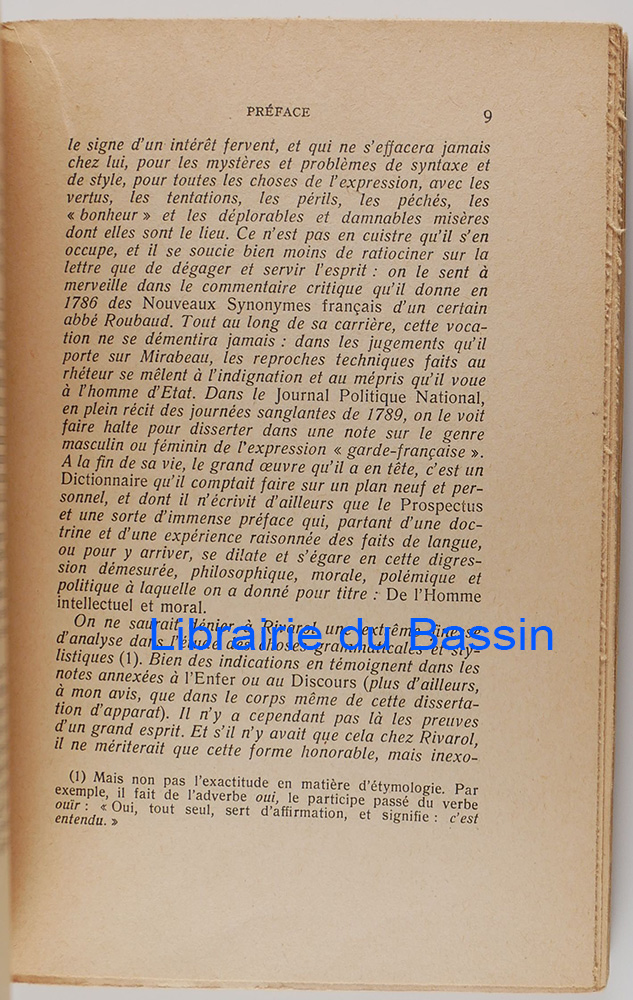 PRÉFACE 9
le signe d'un intérêt fervent, et qui ne s'effacera jamais
chez lui, pour les mystères et problèmes de syntaxe et
de style, pour toutes les choses de l'expression, avec les
vertus, les tentations, les périls, les péchés, les
« bonheur » et les déplorables et damnables misères
dont elles sont le lieu. Ce n'est pas en cuistre qu'il s'en
occupe, et il se soucie bien moins de ratiociner sur la
lettre que de dégager et servir l'esprit : on le sent à
merveille dans le commentaire critique qu'il donne en
1786 des Nouveaux Synonymes français d'un certain
abbé Roubaud. Tout au long de sa carrière, cette voca-
tion ne se démentira jamais : dans les jugements qu'il
porte sur Mirabeau, les reproches techniques faits au
rhéteur se mêlent à l'indignation et au mépris qu'il voue
à l'homme d'Etat. Dans le Journal Politique National,
en plein récit des journées sanglantes de 1789, on le voit
faire halte pour disserter dans une note sur le genre
masculin ou féminin de l'expression « garde-française ».
A la fin de sa vie, le grand œuvre qu'il a en tête, c'est un
Dictionnaire qu'il comptait faire sur un plan neuf et per-
sonnel, et dont il n'écrivit d'ailleurs que le Prospectus
et une sorte d'immense préface qui, partant d'une doc-
trine et d'une expérience raisonnée des faits de langue,
ou pour y arriver, se dilate et s'égare en cette digres-
sion démesurée, philosophique, morale, polémique et
politique à laquelle on a donné pour titre : De l'Homme
intellectuel et moral.
On ne saurait dénier à Rivarol une extrême finesse
d'analyse dans l'étude des choses grammaticales et sty-
listiques (1). Bien des indications en témoignent dans les
notes annexées à l'Enfer ou au Discours (plus d'ailleurs,
à mon avis, que dans le corps même de cette disserta-
tion d'apparat). Il n'y a cependant pas là les preuves
d'un grand esprit. Et s'il n'y avait que cela chez Rivarol,
il ne mériterait que cette forme honorable, mais inexo-
(1) Mais non pas l'exactitude en matière d'étymologie. Par
exemple, il fait de l'adverbe oui, le participe passé du verbe
ouïr : « Oui, tout seul, sert d'affirmation, et signifie : c'est
entendu. »
Librairie du Bassin